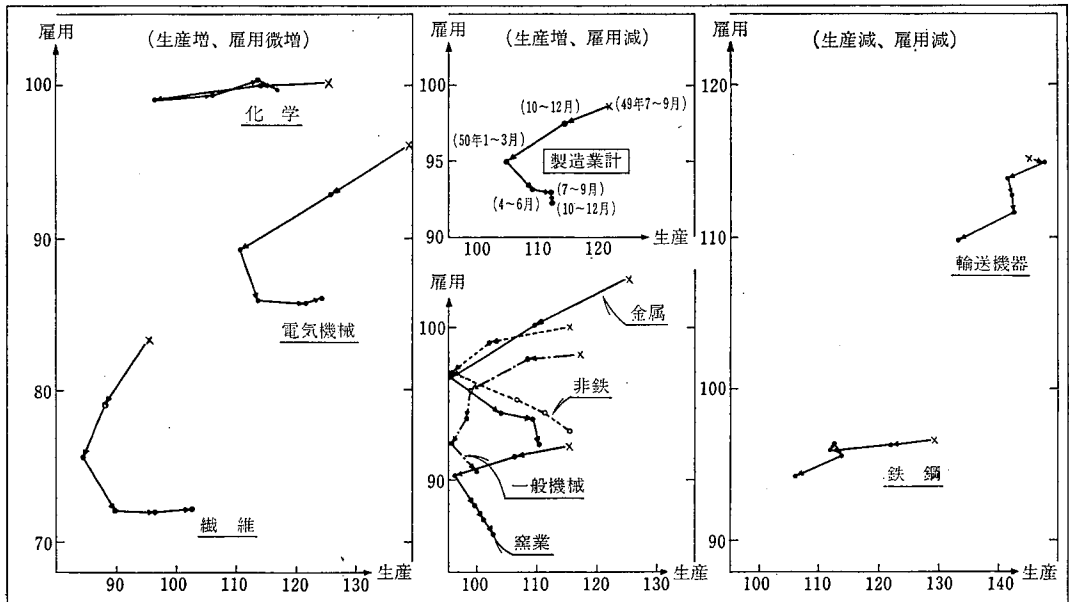 雇用
(生産増、雇用微増)
100
90
80
70
90
100
110
120
130
生産
化学
電気機械
繊維
雇用
(生産増、雇用減)
100
95
90
100
110
120
生産
(49年7~9月)
(10~12月)
(50年1~3月)
製造業計
(4~6月)
(7~9月)
(10~12月)
雇用
100
90
100
110
120
130
生産
金属
非鉄
一般機械
窯業
雇用
(生産減、雇用減)
120
110
100
90
100
110
120
130
140
生産
輸送機器
鉄鋼